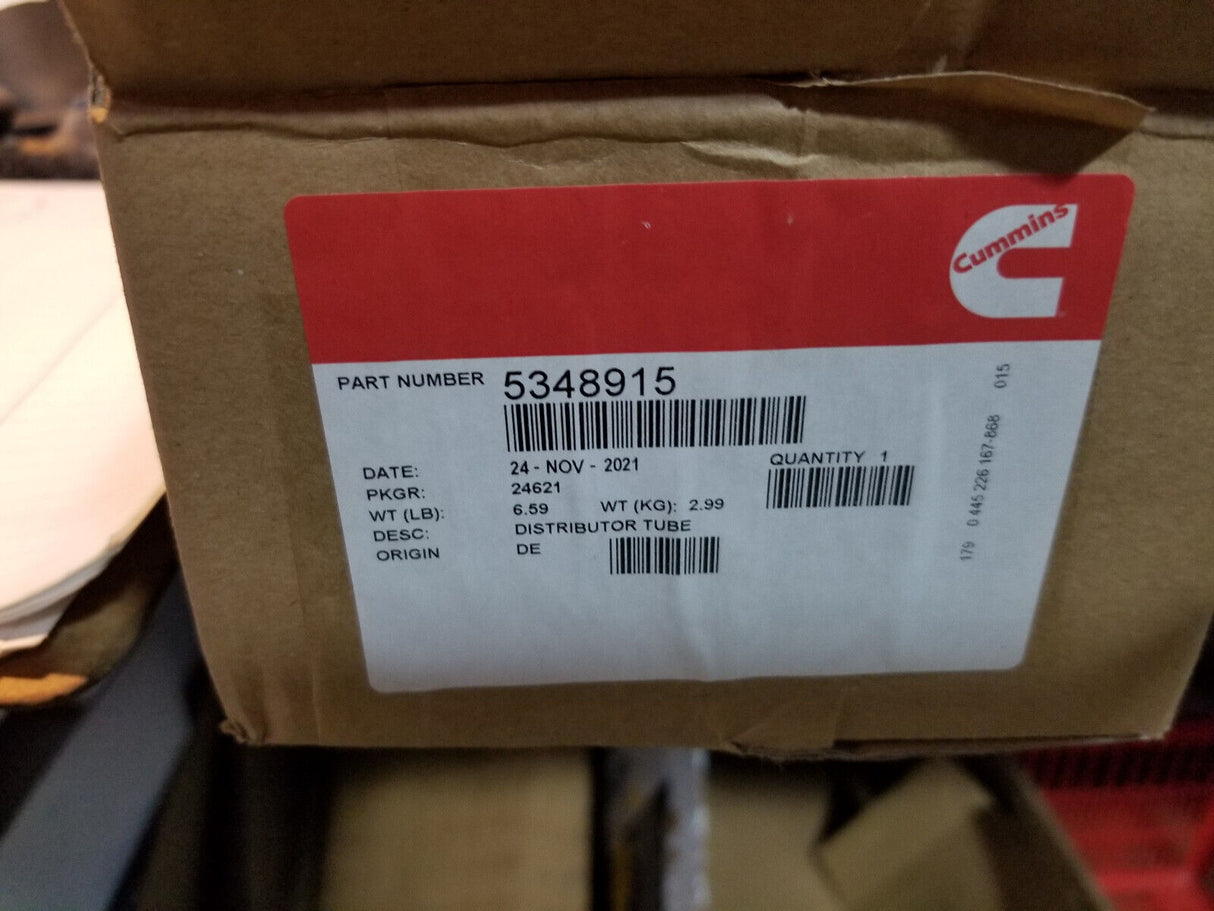 Cummins
PART NUMBER 5348915
DATE: 24 - NOV - 2021
QUANTITY 1
PKGR: 24621
WT (LB): 6.59 WT (KG): 2.99
DESC: DISTRIBUTOR TUBE
ORIGIN DE
179 0 445 226 167-868 015